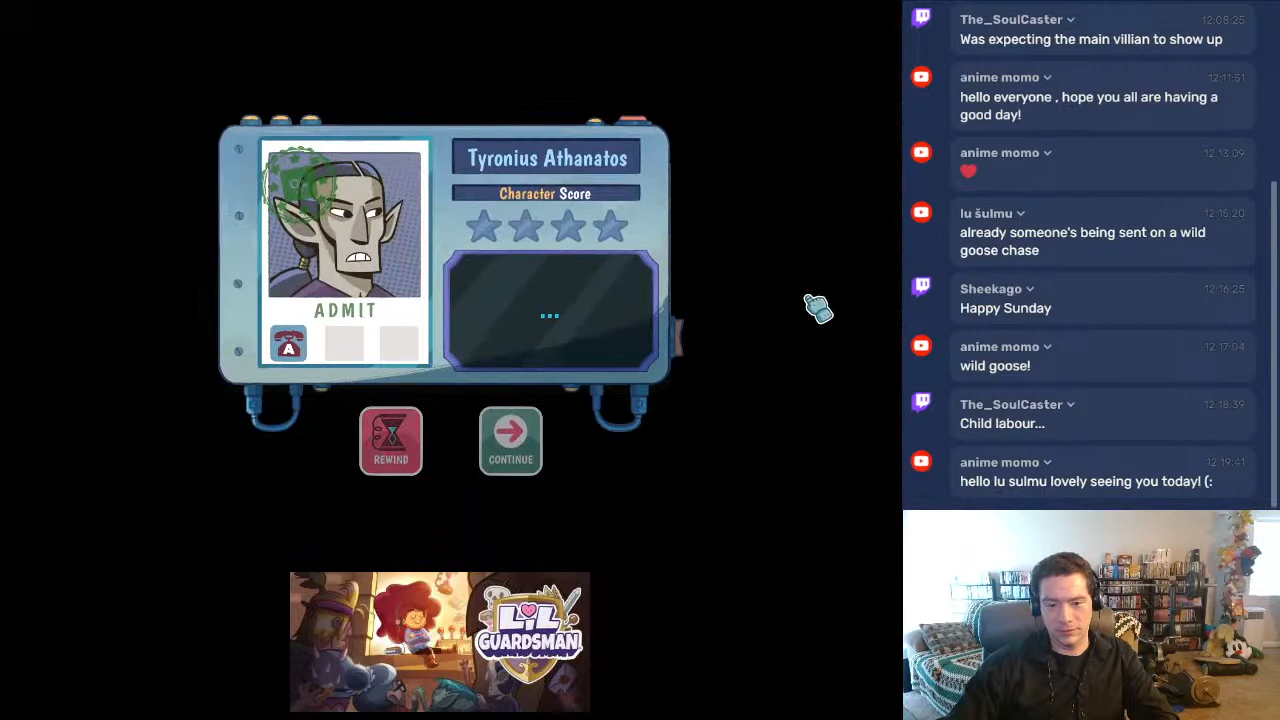 Tyronius Athanatos
Character Score
ADMIT
A
...
REWIND
CONTINUE
LiL
GUARDSMAN
The_SoulCaster 12:08:25
Was expecting the main villian to show up
anime momo 12:11:51
hello everyone , hope you all are having a
good day!
anime momo 12:13:09
lu šulmu 12:15:20
already someone's being sent on a wild
goose chase
Sheekago 12:16:25
Happy Sunday
anime momo 12:17:04
wild goose!
The_SoulCaster 12:18:39
Child labour...
anime momo 12:19:41
hello lu sulmu lovely seeing you today! (: